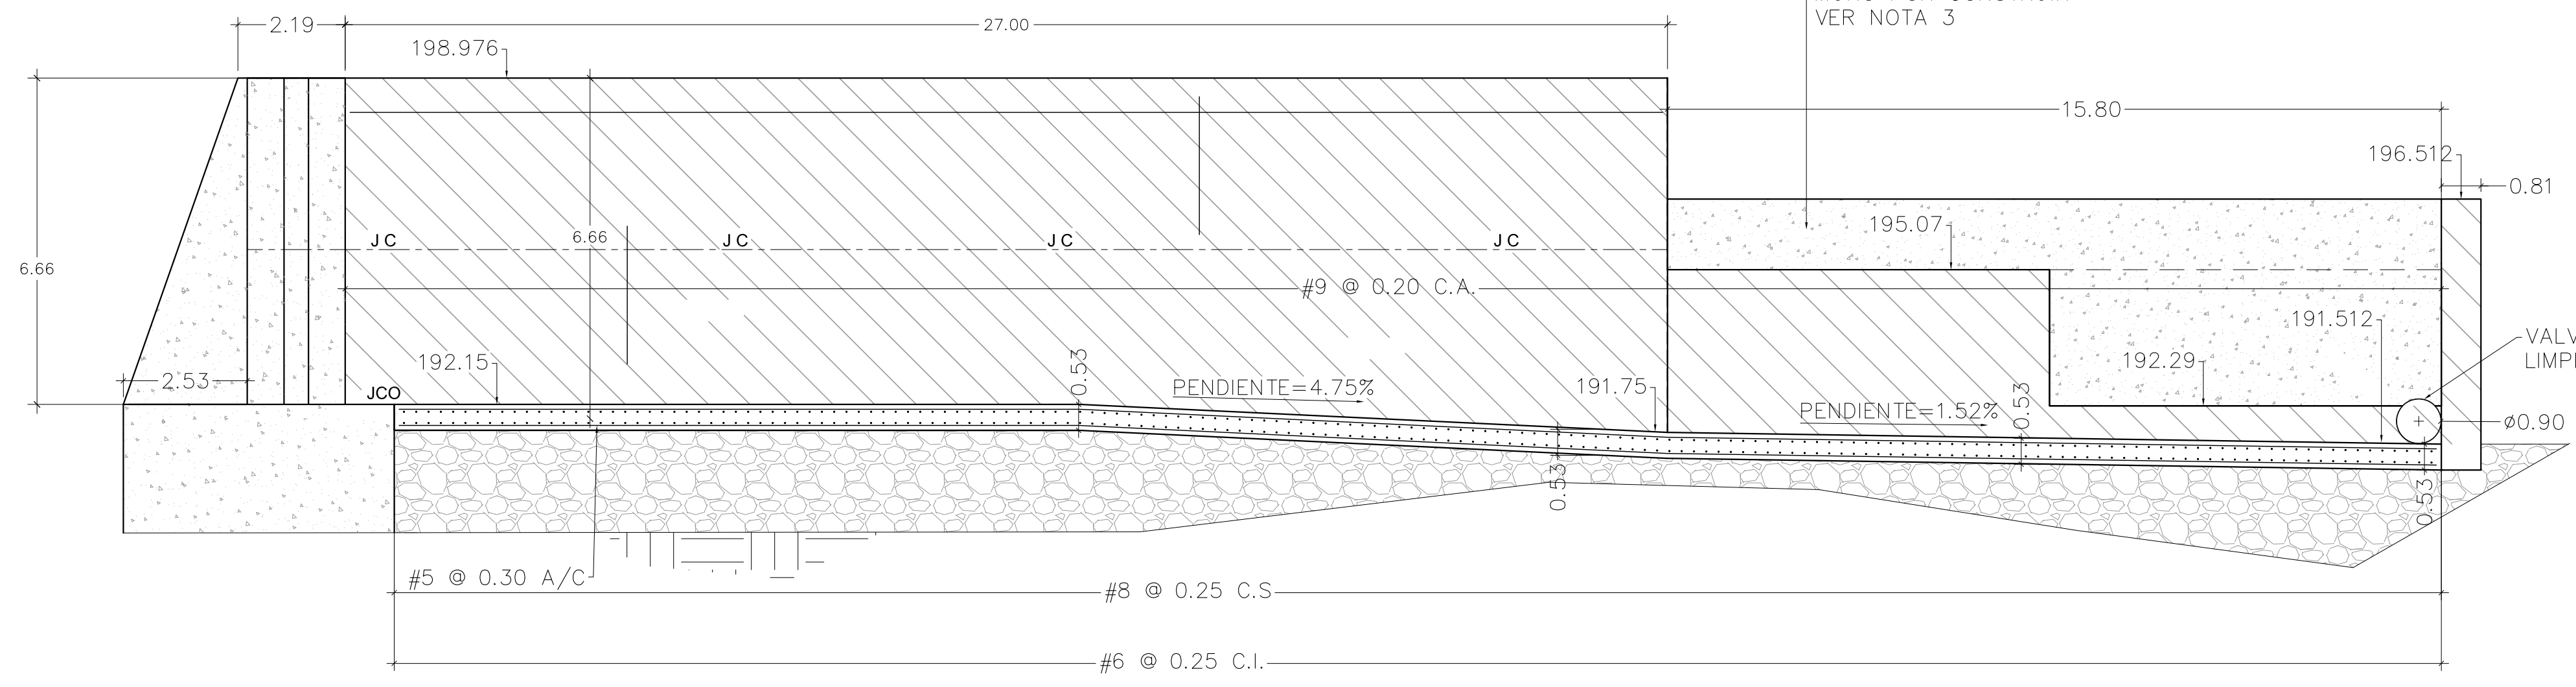 VER NOTA 3
2.19
27.00
198.976
15.80
196.512
0.81
195.07
6.66
6.66
JC
JC
JC
JC
#9 @ 0.20 C.A.
191.512
192.15
0.53
PENDIENTE=4.75%
191.75
192.29
2.53
JCO
PENDIENTE=1.52%
0.53
Ø0.90
0.53
0.53
#5 @ 0.30 A/C
#8 @ 0.25 C.S
#6 @ 0.25 C.I.